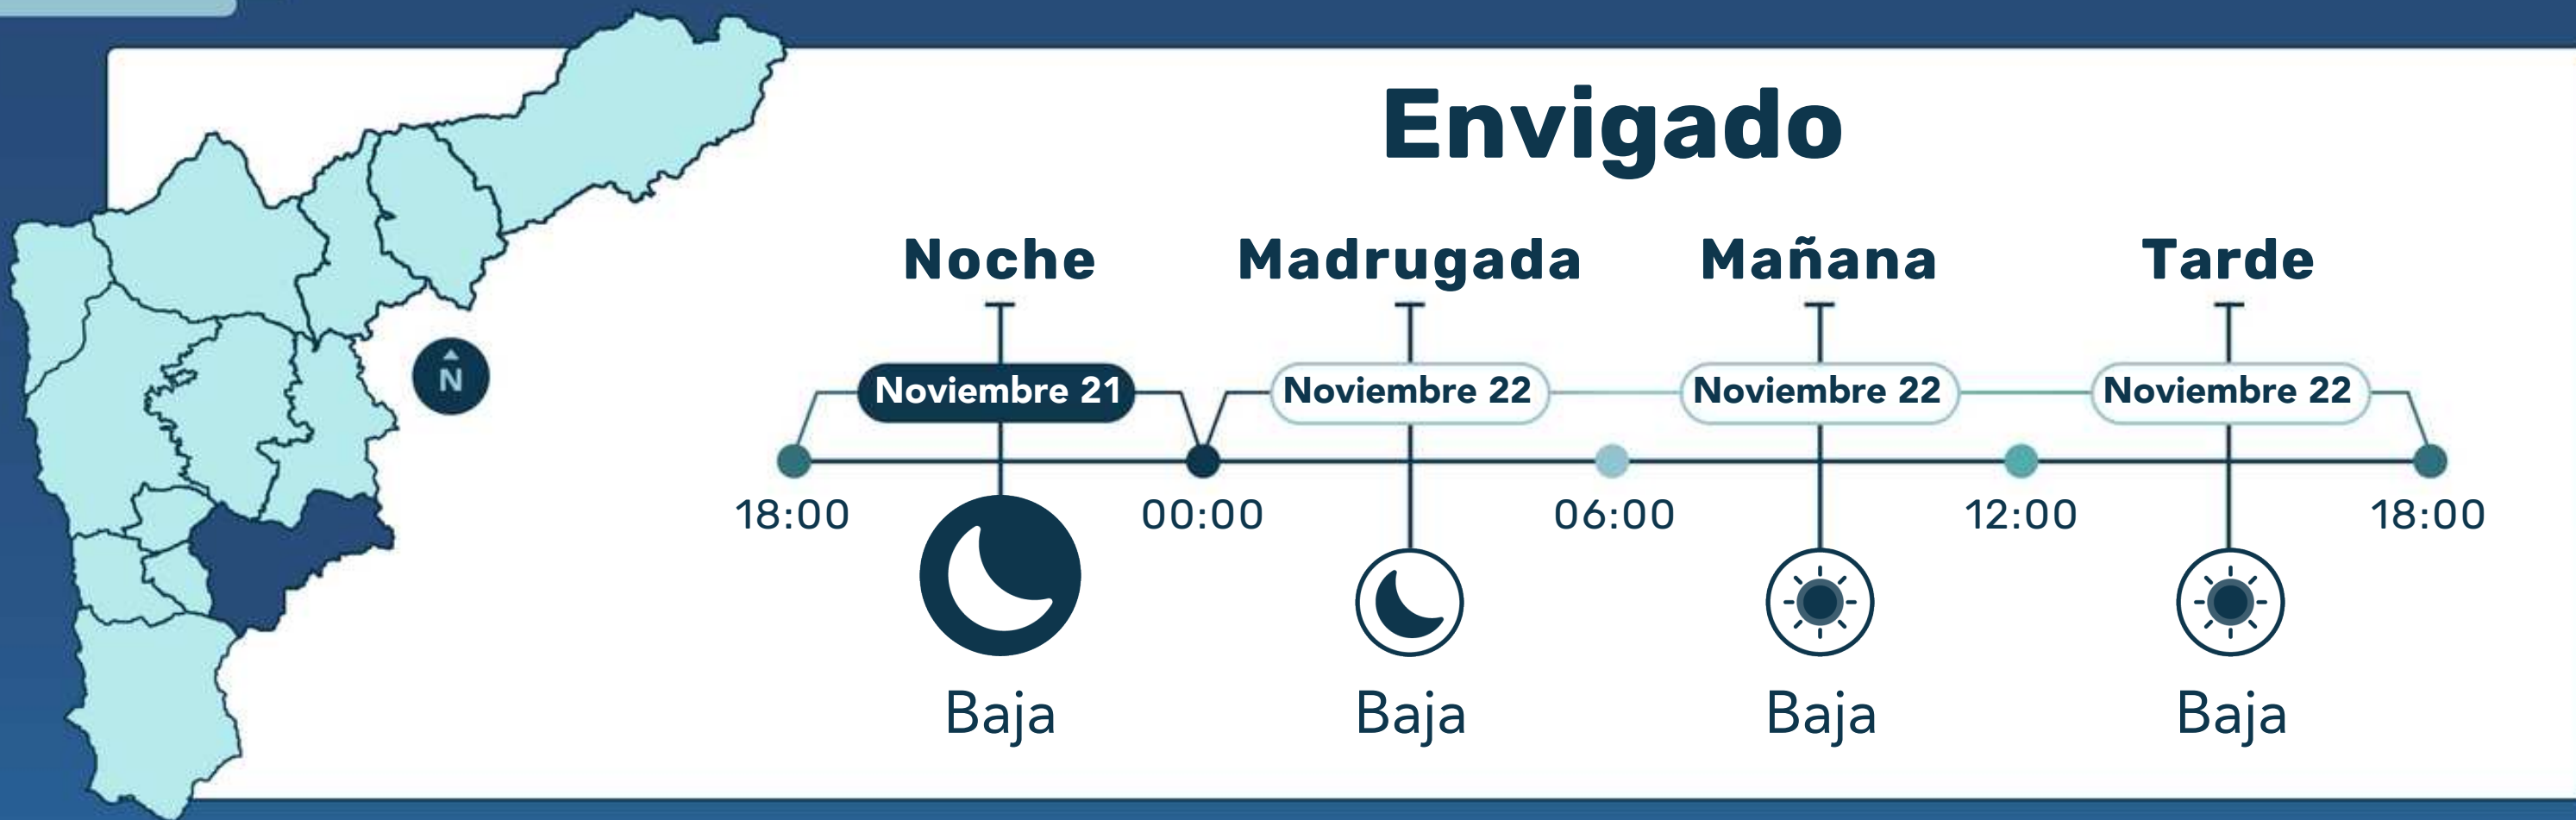 Envigado
Noche
Madrugada
Mañana
Tarde
Noviembre 21
Noviembre 22
Noviembre 22
Noviembre 22
N
18:00
00:00
06:00
12:00
18:00
Baja
Baja
Baja
Baja